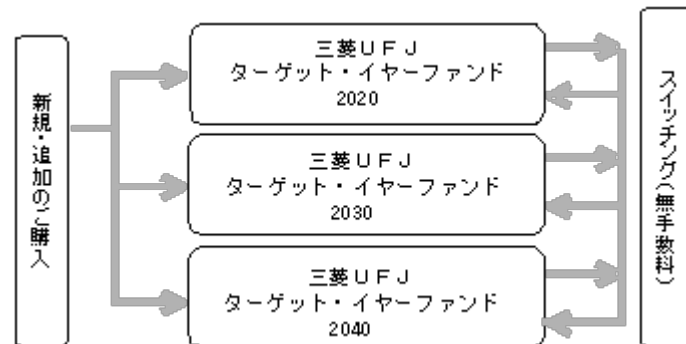 新規・追加のご購入
三菱ＵＦＪ
ターゲット・イヤーファンド
2020
三菱ＵＦＪ
ターゲット・イヤーファンド
2030
三菱ＵＦＪ
ターゲット・イヤーファンド
2040
スイッチング（無手数料）